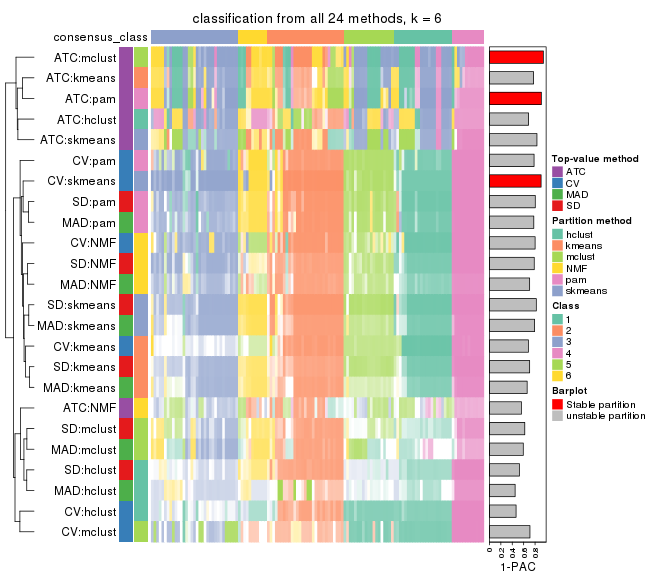 classification from all 24 methods, k = 6
consensus_class
ATC:mclust
ATC:kmeans
ATC:pam
ATC:hclust
ATC:skmeans
CV:pam
CV:skmeans
SD:pam
MAD:pam
CV:NMF
SD:NMF
MAD:NMF
SD:skmeans
MAD:skmeans
CV:kmeans
SD:kmeans
MAD:kmeans
ATC:NMF
SD:mclust
MAD:mclust
SD:hclust
MAD:hclust
CV:hclust
CV:mclust
0 0.2 0.4 0.6 0.8
1-PAC
Top-value method
ATC
CV
MAD
SD
Partition method
hclust
kmeans
mclust
NMF
pam
skmeans
Class
1
2
3
4
5
6
Barplot
Stable partition
unstable partition